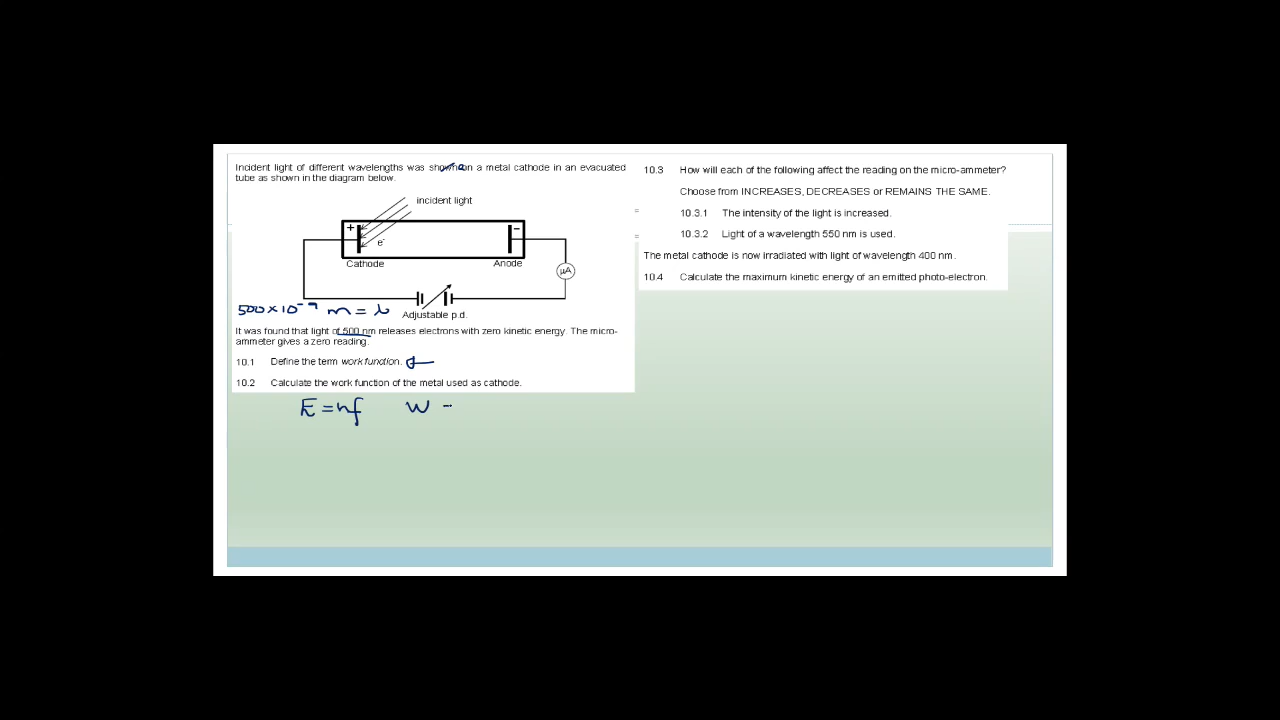 Incident light of different wavelengths was shown on a metal cathode in an evacuated
tube as shown in the diagram below.
incident light
+
-
e-
Cathode
Anode
μA
Adjustable p.d.
500 × 10⁻⁹ m = λ
It was found that light of 500 nm releases electrons with zero kinetic energy. The micro-
ammeter gives a zero reading.
10.1 Define the term work function.
10.2 Calculate the work function of the metal used as cathode.
E = hf W -
10.3 How will each of the following affect the reading on the micro-ammeter?
Choose from INCREASES, DECREASES or REMAINS THE SAME.
10.3.1 The intensity of the light is increased.
10.3.2 Light of a wavelength 550 nm is used.
The metal cathode is now irradiated with light of wavelength 400 nm.
10.4 Calculate the maximum kinetic energy of an emitted photo-electron.